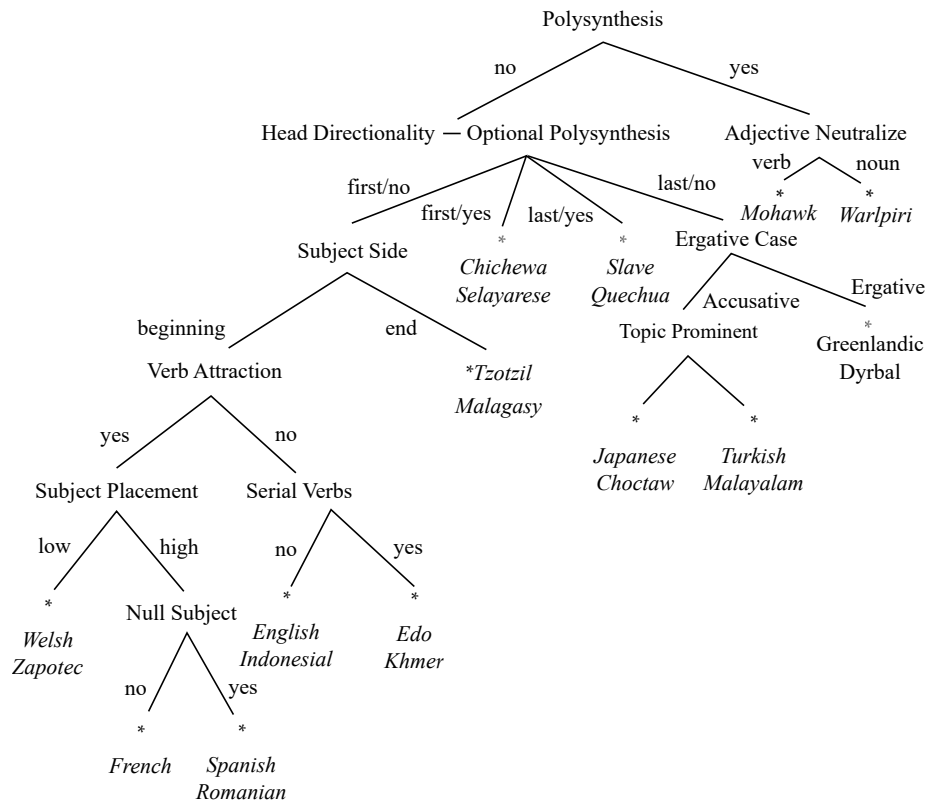 Polysynthesis
no
yes
Head Directionality — Optional Polysynthesis
Adjective Neutralize
verb
noun
first/no
first/yes
last/yes
last/no
*
Mohawk
*
Warlpiri
Subject Side
*
Chichewa
Selayarese
*
Slave
Quechua
Ergative Case
beginning
end
Accusative
Ergative
Verb Attraction
*Tzotzil
Malagasy
Topic Prominent
*
Greenlandic
Dyrbal
yes
no
*
Japanese
Choctaw
*
Turkish
Malayalam
Subject Placement
Serial Verbs
low
high
no
yes
*
Welsh
Zapotec
Null Subject
*
English
Indonesial
*
Edo
Khmer
no
yes
*
French
*
Spanish
Romanian